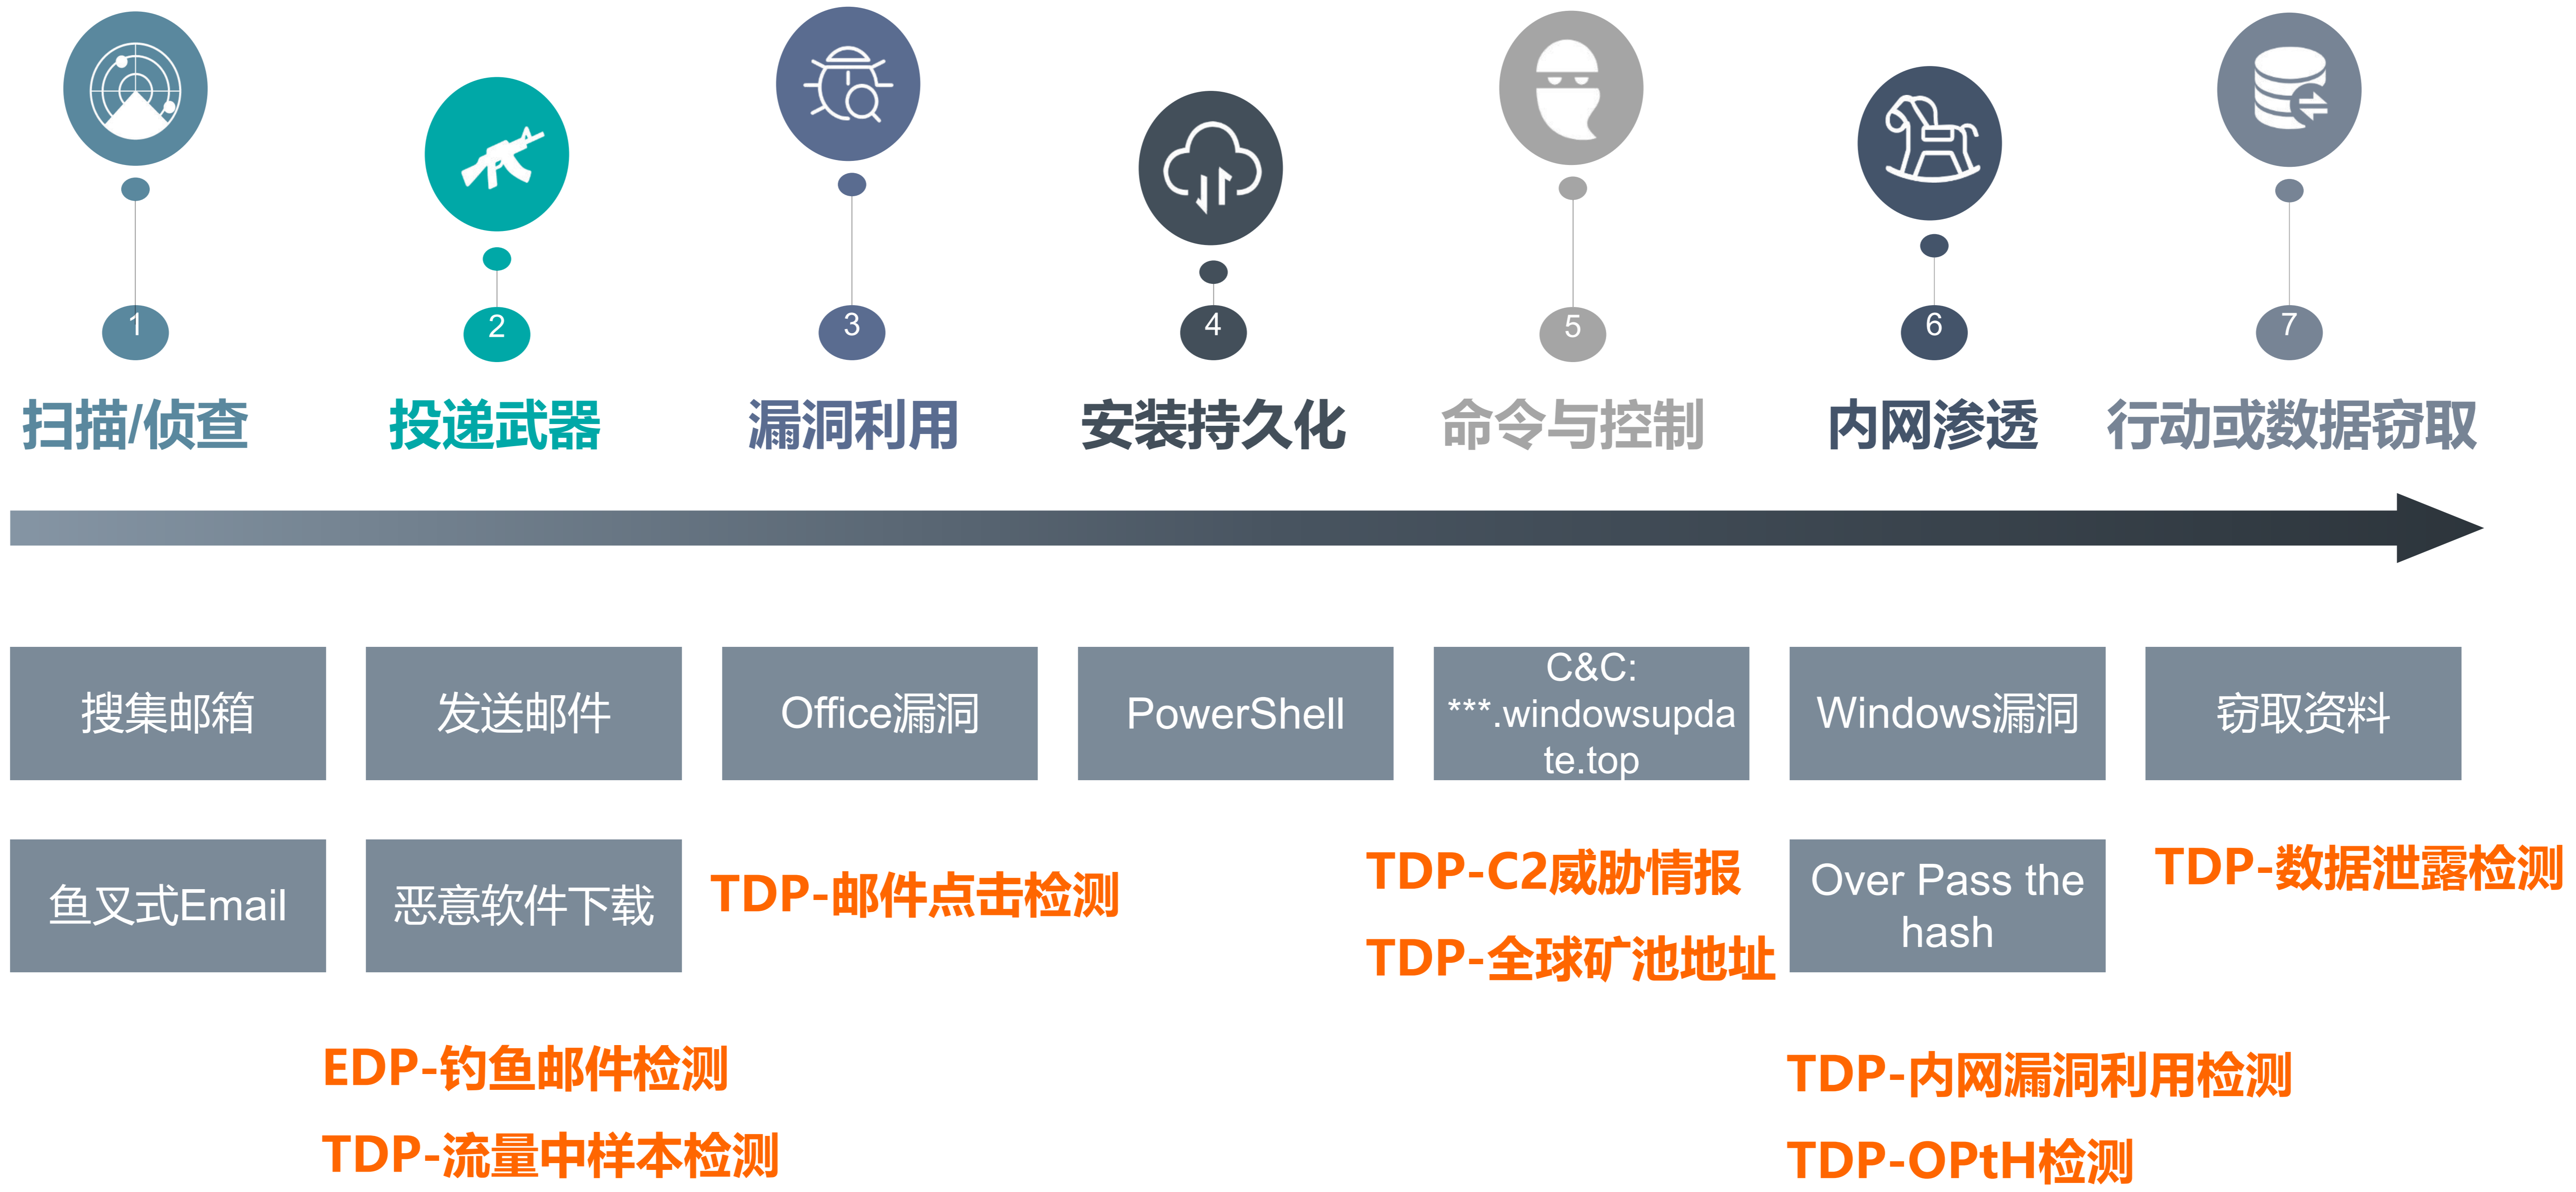 1
2
3
4
5
6
7
扫描/侦查
投递武器
漏洞利用
安装持久化
命令与控制
内网渗透
行动或数据窃取
搜集邮箱
发送邮件
Office漏洞
PowerShell
C&C:
***.windowsupda
te.top
Windows漏洞
窃取资料
鱼叉式Email
恶意软件下载
TDP-邮件点击检测
TDP-C2威胁情报
TDP-全球矿池地址
Over Pass the
hash
TDP-数据泄露检测
EDP-钓鱼邮件检测
TDP-流量中样本检测
TDP-内网漏洞利用检测
TDP-OPtH检测